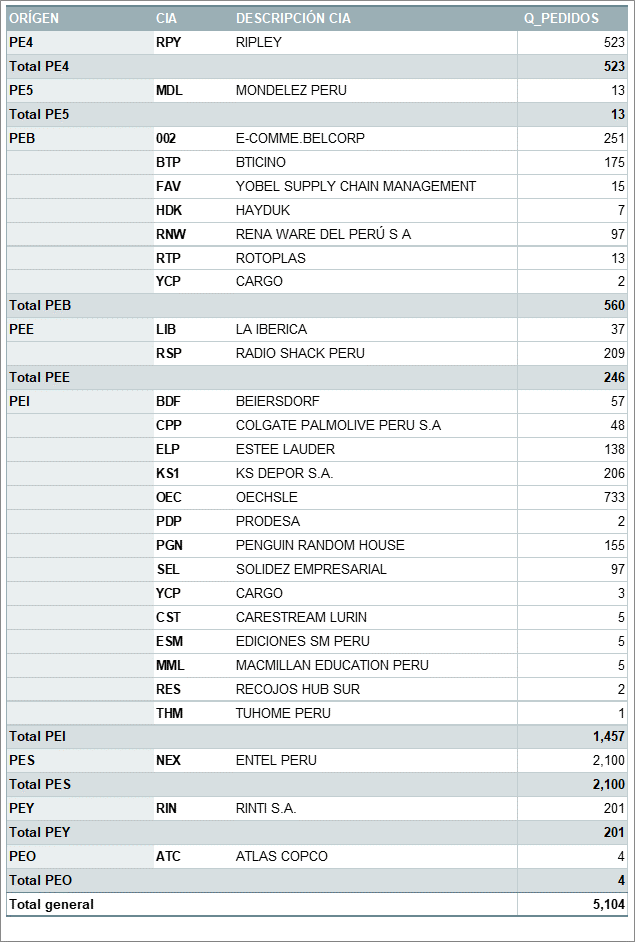 ORÍGEN CIA DESCRIPCIÓN CIA Q_PEDIDOS
PE4 RPY RIPLEY 523
Total PE4 523
PE5 MDL MONDELEZ PERU 13
Total PE5 13
PEB 002 E-COMME.BELCORP 251
BTP BTICINO 175
FAV YOBEL SUPPLY CHAIN MANAGEMENT 15
HDK HAYDUK 7
RNW RENA WARE DEL PERÚ S A 97
RTP ROTOPLAS 13
YCP CARGO 2
Total PEB 560
PEE LIB LA IBERICA 37
RSP RADIO SHACK PERU 209
Total PEE 246
PEI BDF BEIERSDORF 57
CPP COLGATE PALMOLIVE PERU S.A 48
ELP ESTEE LAUDER 138
KS1 KS DEPOR S.A. 206
OEC OECHSLE 733
PDP PRODESA 2
PGN PENGUIN RANDOM HOUSE 155
SEL SOLIDEZ EMPRESARIAL 97
YCP CARGO 3
CST CARESTREAM LURIN 5
ESM EDICIONES SM PERU 5
MML MACMILLAN EDUCATION PERU 5
RES RECOJOS HUB SUR 2
THM TUHOME PERU 1
Total PEI 1,457
PES NEX ENTEL PERU 2,100
Total PES 2,100
PEY RIN RINTI S.A. 201
Total PEY 201
PEO ATC ATLAS COPCO 4
Total PEO 4
Total general 5,104